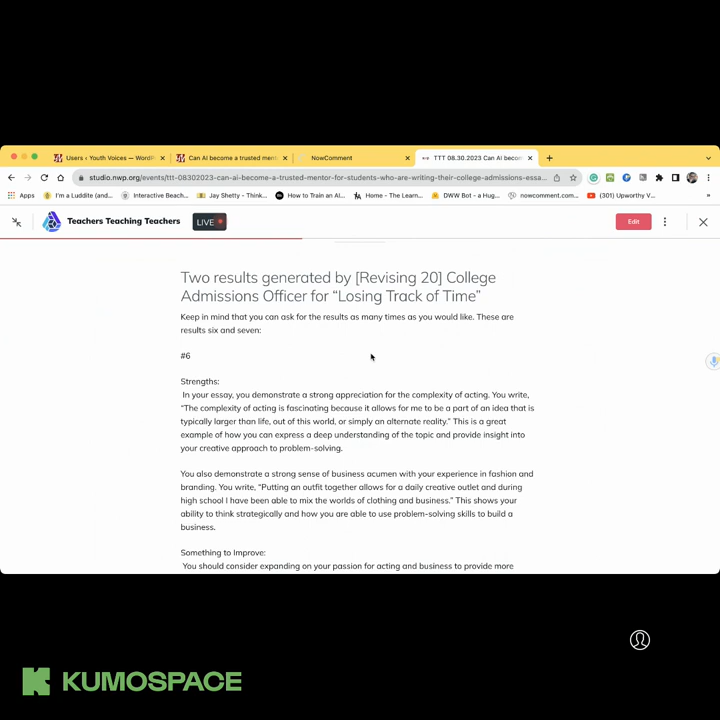 Users ‹ Youth Voices — WordP
Can AI become a trusted ment
NowComment
TTT 08.30.2023 Can AI becom
studio.nwp.org/events/ttt-08302023-can-ai-become-a-trusted-mentor-for-students-who-are-writing-their-college-admissions-essa...
Apps
I'm a Luddite (and...
Interactive Beach...
Jay Shetty - Think...
How to Train an AI...
Home - The Learn...
DWW Bot - a Hug...
nowcomment.com...
(301) Upworthy V...
Teachers Teaching Teachers
LIVE
Edit
Two results generated by [Revising 20] College
Admissions Officer for “Losing Track of Time”
Keep in mind that you can ask for the results as many times as you would like. These are
results six and seven:
#6
Strengths:
In your essay, you demonstrate a strong appreciation for the complexity of acting. You write,
“The complexity of acting is fascinating because it allows for me to be a part of an idea that is
typically larger than life, out of this world, or simply an alternate reality.” This is a great
example of how you can express a deep understanding of the topic and provide insight into
your creative approach to problem-solving.
You also demonstrate a strong sense of business acumen with your experience in fashion and
branding. You write, “Putting an outfit together allows for a daily creative outlet and during
high school I have been able to mix the worlds of clothing and business.” This shows your
ability to think strategically and how you are able to use problem-solving skills to build a
business.
Something to Improve:
You should consider expanding on your passion for acting and business to provide more
KUMOSPACE